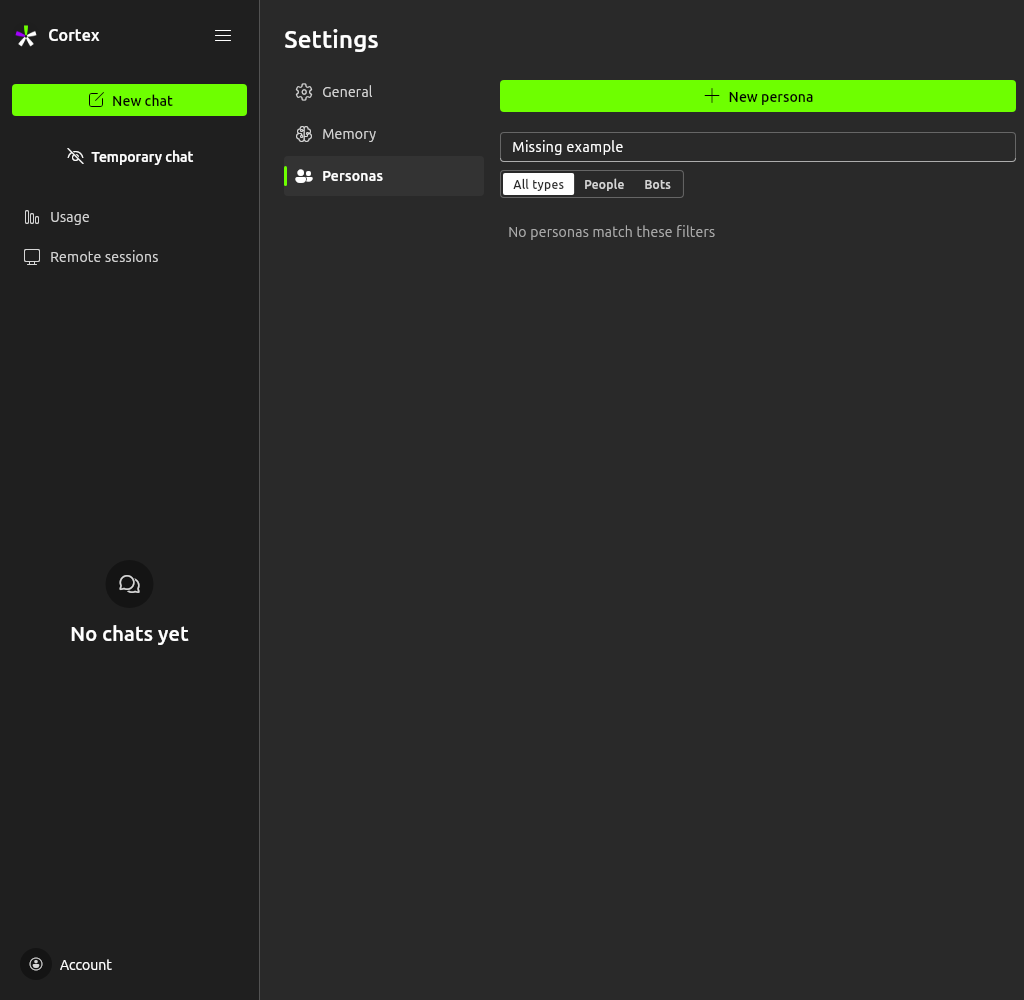 Cortex
New chat
Temporary chat
Usage
Remote sessions
No chats yet
Account
Settings
General
Memory
Personas
New persona
Missing example
All types
People
Bots
No personas match these filters